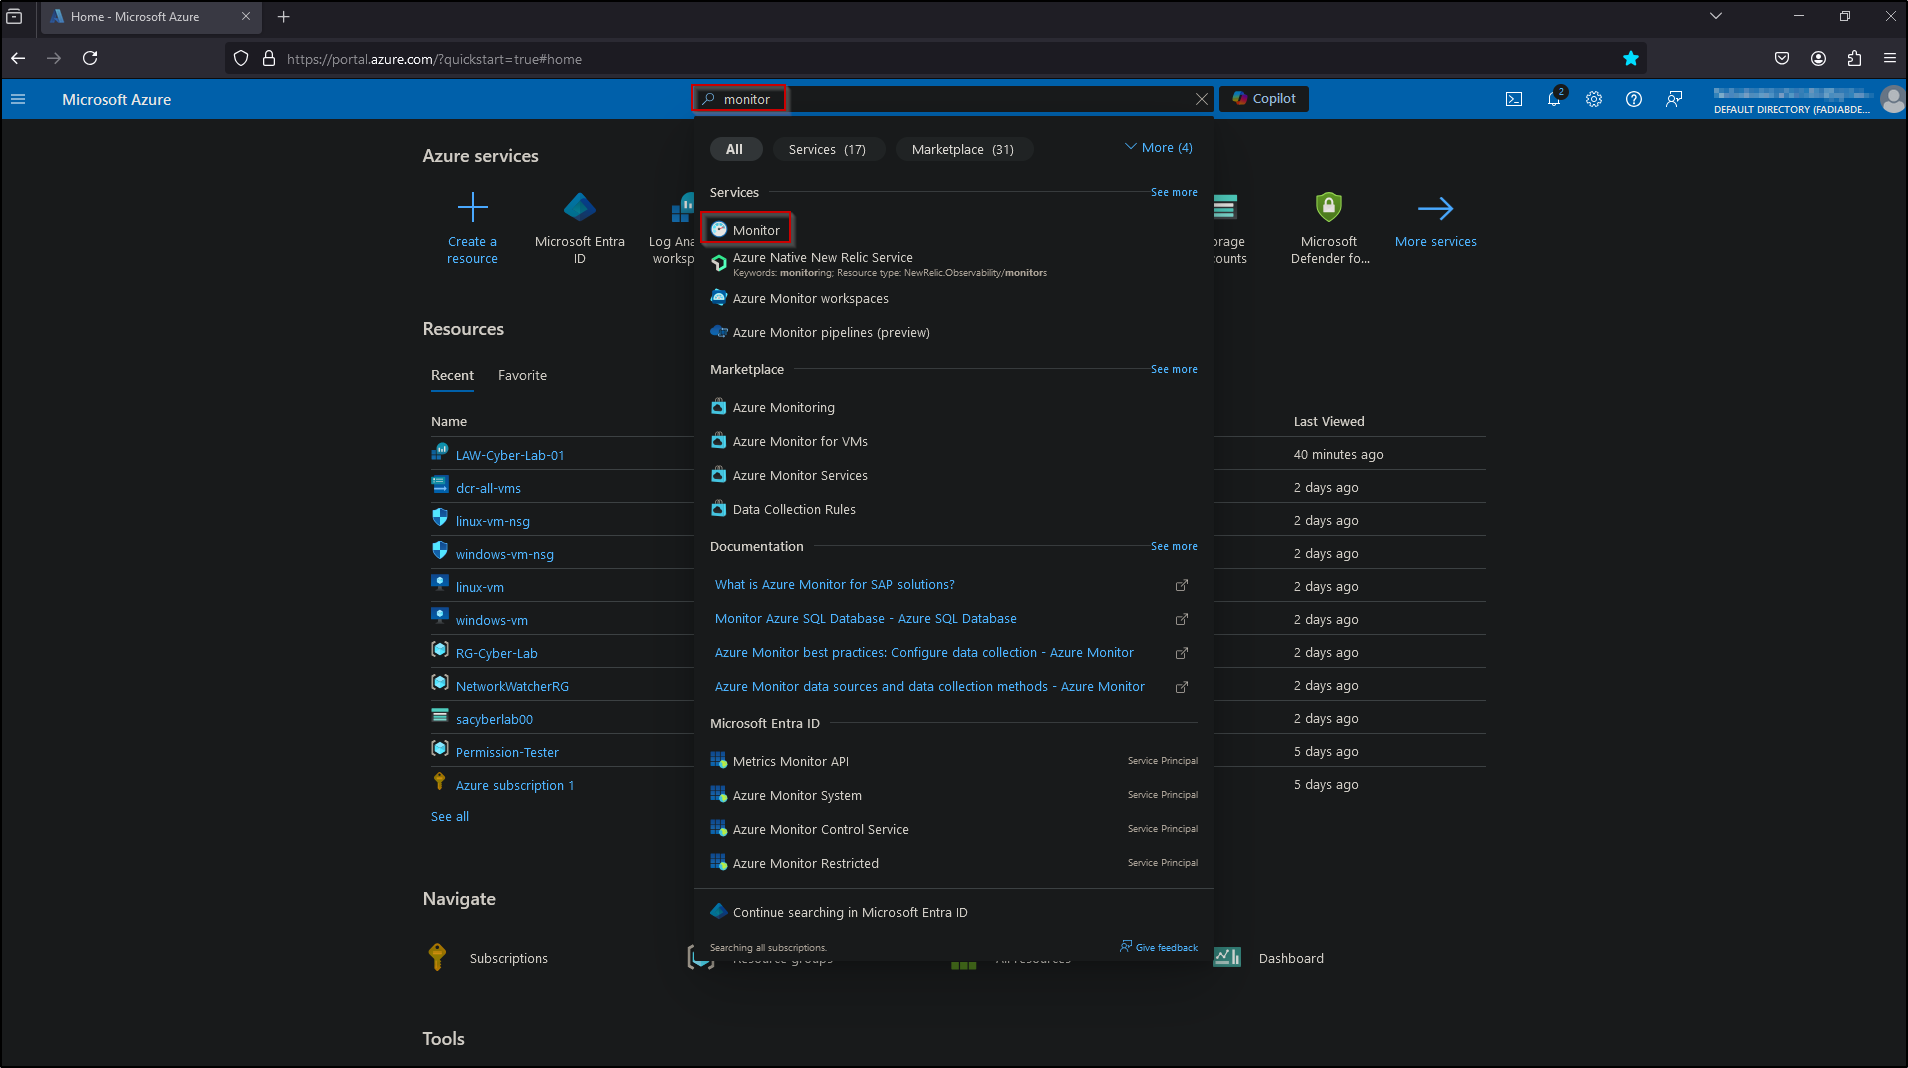 Home - Microsoft Azure
https://portal.azure.com/?quickstart=true#home
Microsoft Azure
monitor
Copilot
2
DEFAULT DIRECTORY (FADIABDE...
All
Services (17)
Marketplace (31)
More (4)
Services
See more
Monitor
Azure Native New Relic Service
Keywords: monitoring; Resource type: NewRelic.Observability/monitors
Azure Monitor workspaces
Azure Monitor pipelines (preview)
Marketplace
See more
Azure Monitoring
Azure Monitor for VMs
Azure Monitor Services
Data Collection Rules
Documentation
See more
What is Azure Monitor for SAP solutions?
Monitor Azure SQL Database - Azure SQL Database
Azure Monitor best practices: Configure data collection - Azure Monitor
Azure Monitor data sources and data collection methods - Azure Monitor
Microsoft Entra ID
Metrics Monitor API Service Principal
Azure Monitor System Service Principal
Azure Monitor Control Service Service Principal
Azure Monitor Restricted Service Principal
Continue searching in Microsoft Entra ID
Searching all subscriptions.
Give feedback
Azure services
Create a
resource
Microsoft Entra
ID
Log Ana
worksp
orage
ounts
Microsoft
Defender fo...
More services
Resources
Recent
Favorite
Name
Last Viewed
LAW-Cyber-Lab-01 40 minutes ago
dcr-all-vms 2 days ago
linux-vm-nsg 2 days ago
windows-vm-nsg 2 days ago
linux-vm 2 days ago
windows-vm 2 days ago
RG-Cyber-Lab 2 days ago
NetworkWatcherRG 2 days ago
sacyberlab00 2 days ago
Permission-Tester 5 days ago
Azure subscription 1 5 days ago
See all
Navigate
Subscriptions
Resource groups
All resources
Dashboard
Tools